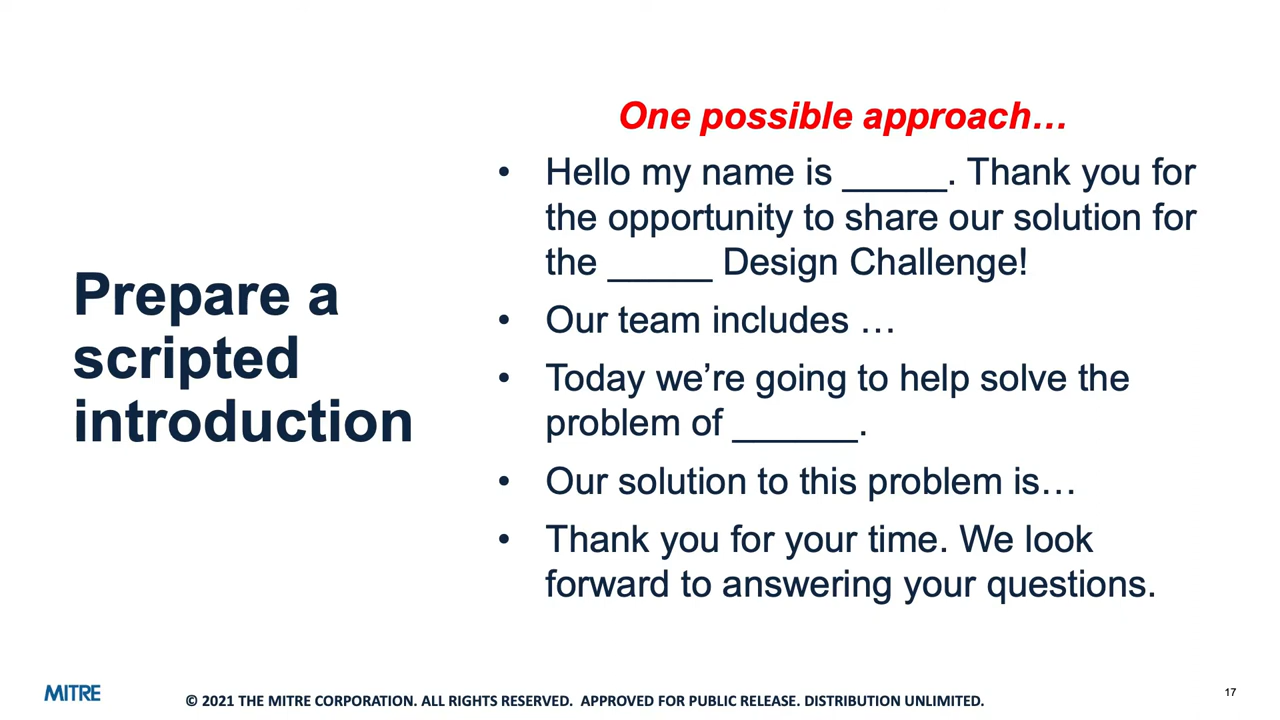 Prepare a
scripted
introduction
One possible approach…
• Hello my name is _____. Thank you for
the opportunity to share our solution for
the _____ Design Challenge!
• Our team includes …
• Today we’re going to help solve the
problem of ______.
• Our solution to this problem is…
• Thank you for your time. We look
forward to answering your questions.
MITRE
© 2021 THE MITRE CORPORATION. ALL RIGHTS RESERVED. APPROVED FOR PUBLIC RELEASE. DISTRIBUTION UNLIMITED.
17